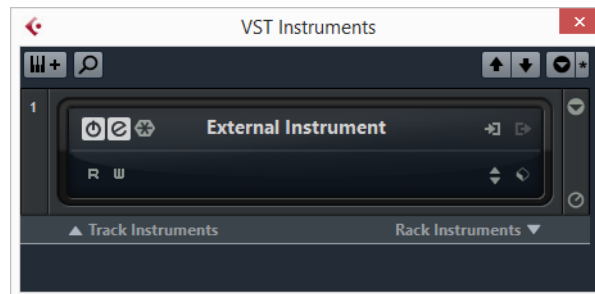 VST Instruments
1
External Instrument
R W
Track Instruments
Rack Instruments